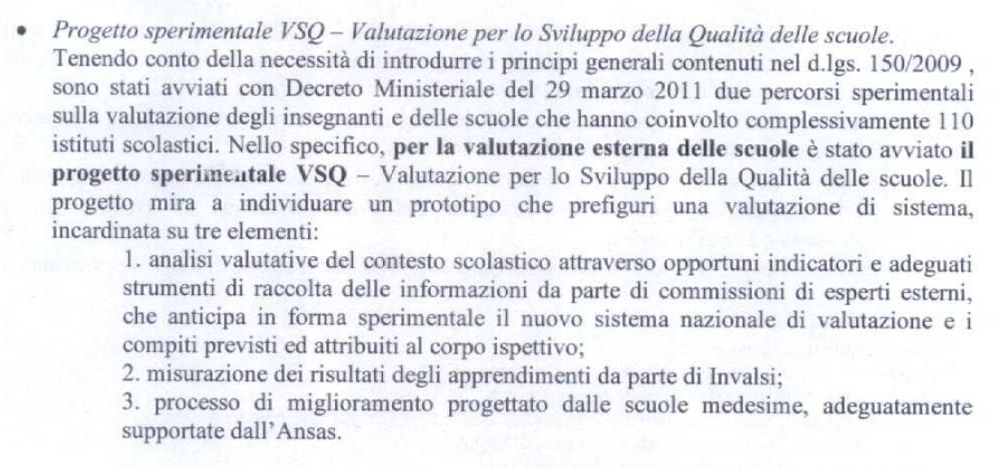 • Progetto sperimentale VSQ – Valutazione per lo Sviluppo della Qualità delle scuole.
Tenendo conto della necessità di introdurre i principi generali contenuti nel d.lgs. 150/2009 ,
sono stati avviati con Decreto Ministeriale del 29 marzo 2011 due percorsi sperimentali
sulla valutazione degli insegnanti e delle scuole che hanno coinvolto complessivamente 110
istituti scolastici. Nello specifico, per la valutazione esterna delle scuole è stato avviato il
progetto sperimentale VSQ – Valutazione per lo Sviluppo della Qualità delle scuole. Il
progetto mira a individuare un prototipo che prefiguri una valutazione di sistema,
incardinata su tre elementi:
1. analisi valutative del contesto scolastico attraverso opportuni indicatori e adeguati
strumenti di raccolta delle informazioni da parte di commissioni di esperti esterni,
che anticipa in forma sperimentale il nuovo sistema nazionale di valutazione e i
compiti previsti ed attribuiti al corpo ispettivo;
2. misurazione dei risultati degli apprendimenti da parte di Invalsi;
3. processo di miglioramento progettato dalle scuole medesime, adeguatamente
supportate dall'Ansas.